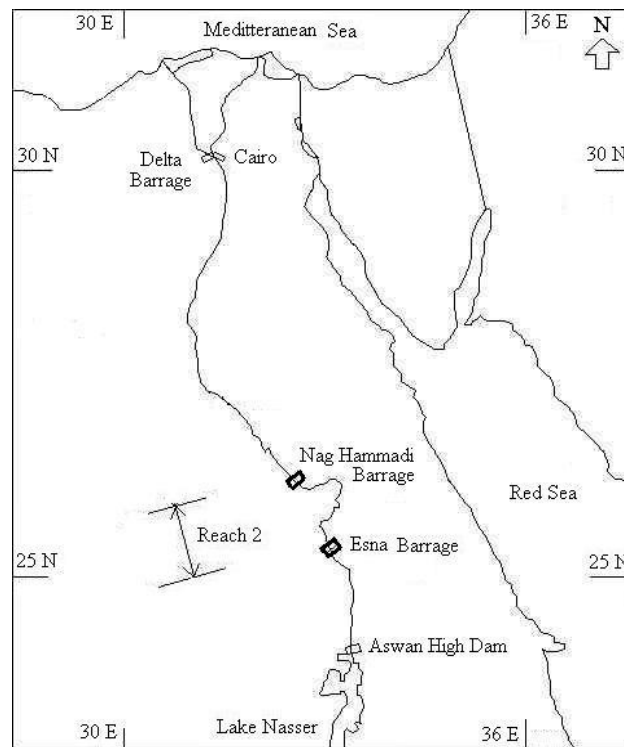 30 E
Meditteranean Sea
36 E
N
30 N
Delta
Barrage
Cairo
30 N
Nag Hammadi
Barrage
Red Sea
Reach 2
Esna Barrage
25 N
25 N
Aswan High Dam
30 E
Lake Nasser
36 E